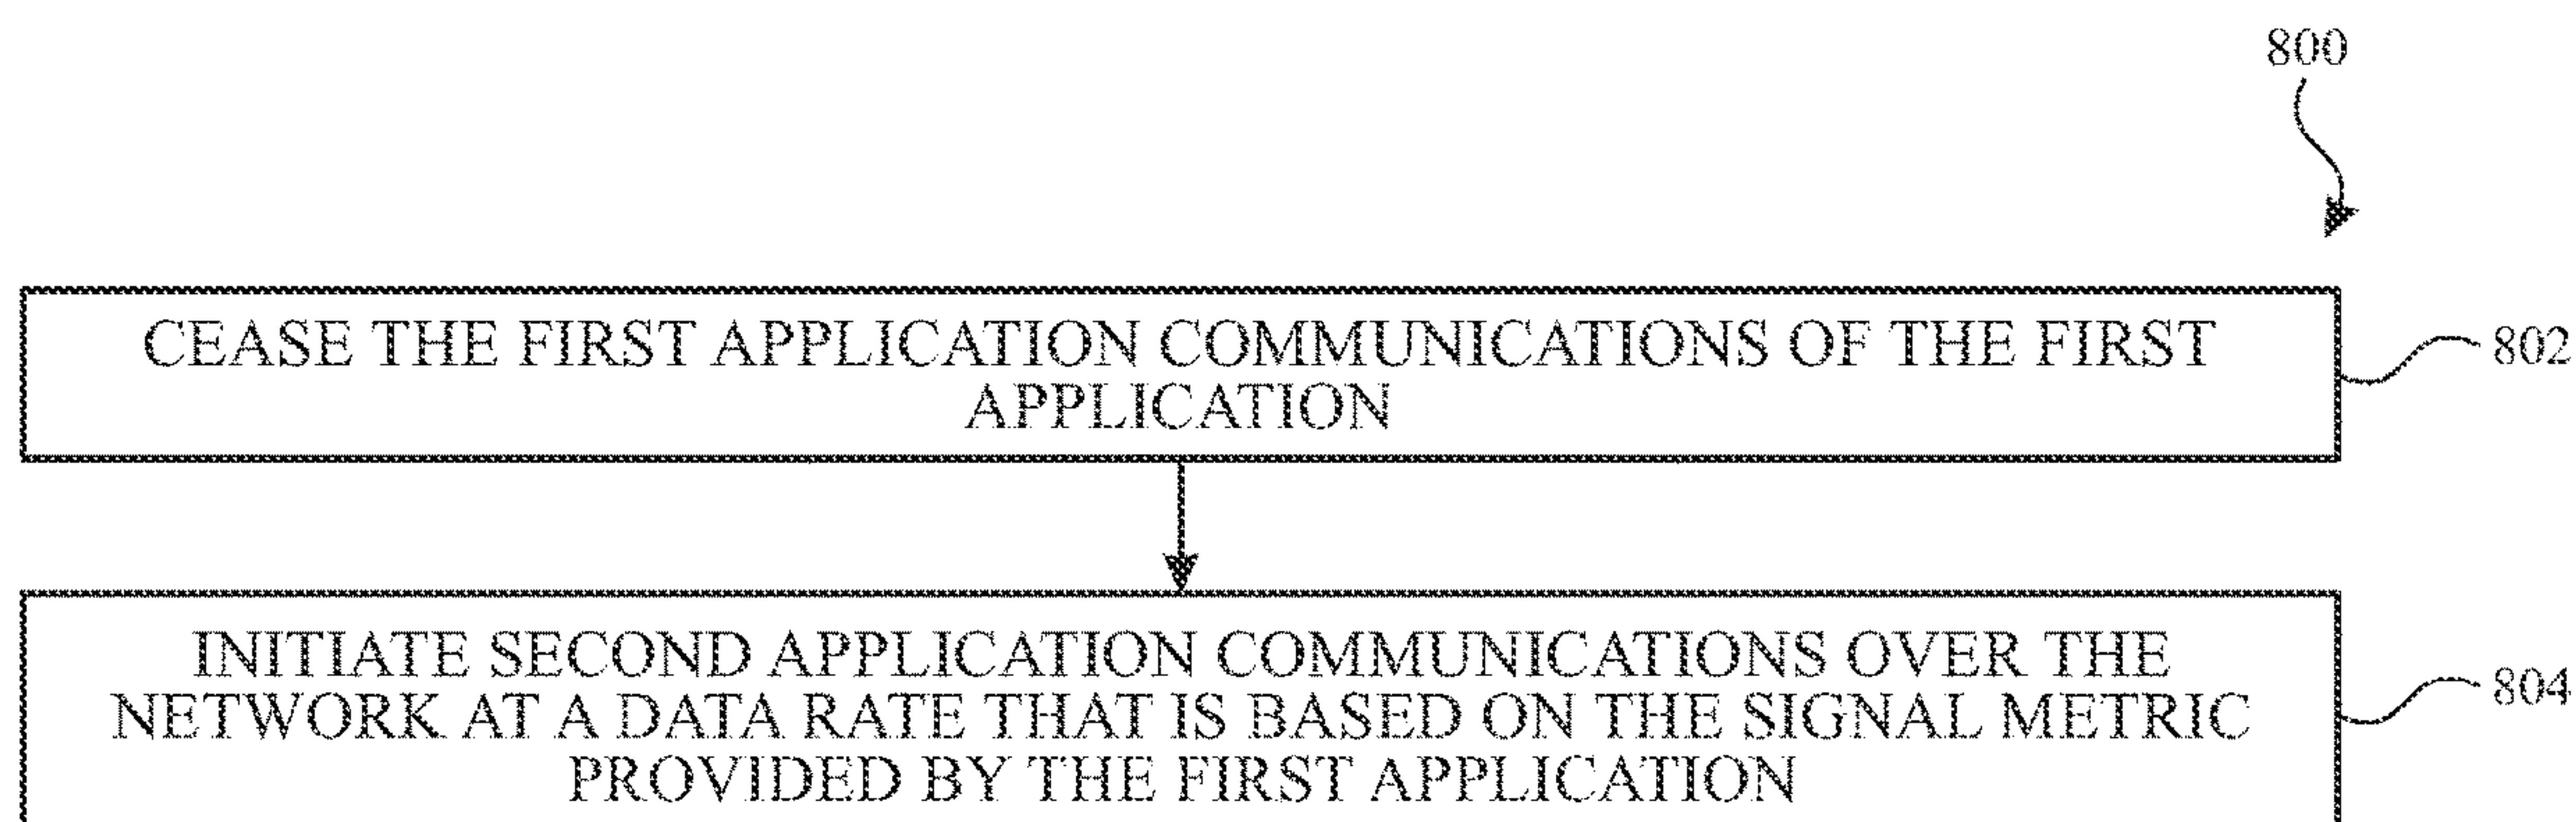 800
CEASE THE FIRST APPLICATION COMMUNICATIONS OF THE FIRST
APPLICATION
802
INITIATE SECOND APPLICATION COMMUNICATIONS OVER THE
NETWORK AT A DATA RATE THAT IS BASED ON THE SIGNAL METRIC
PROVIDED BY THE FIRST APPLICATION
804